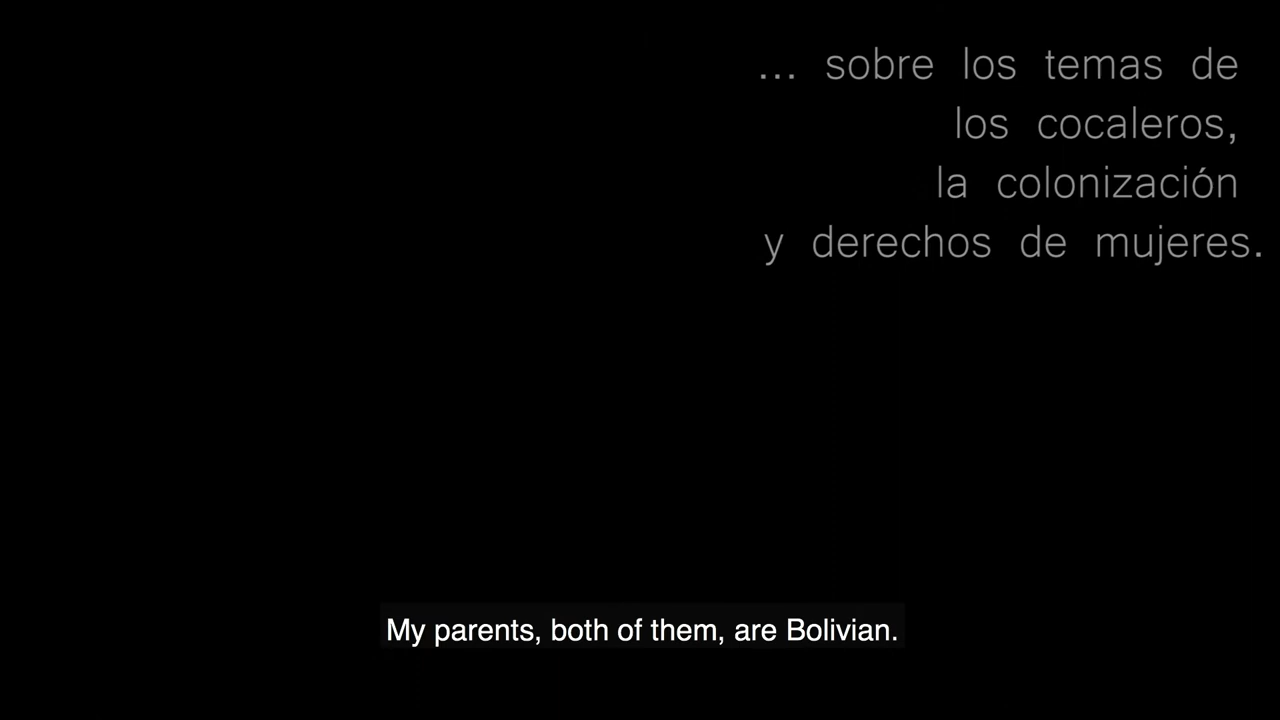 ... sobre los temas de
los cocaleros,
la colonización
y derechos de mujeres.
My parents, both of them, are Bolivian.